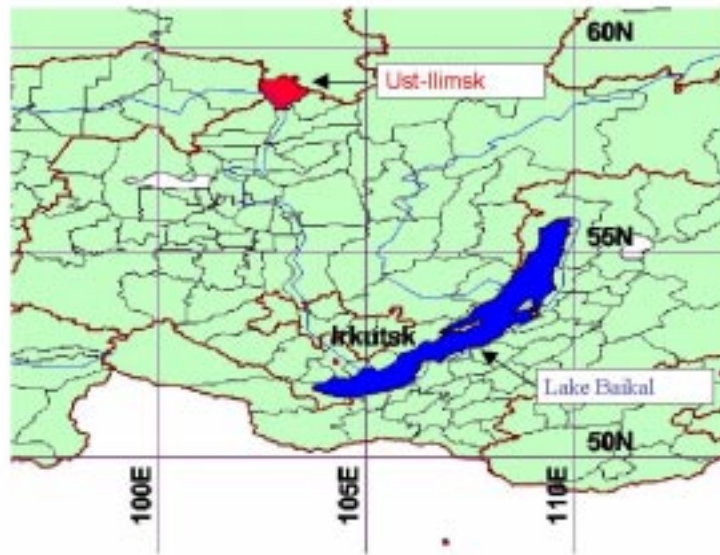 60N
Ust-Ilimsk
55N
Irkutsk
Lake Baikal
50N
100E
105E
110E